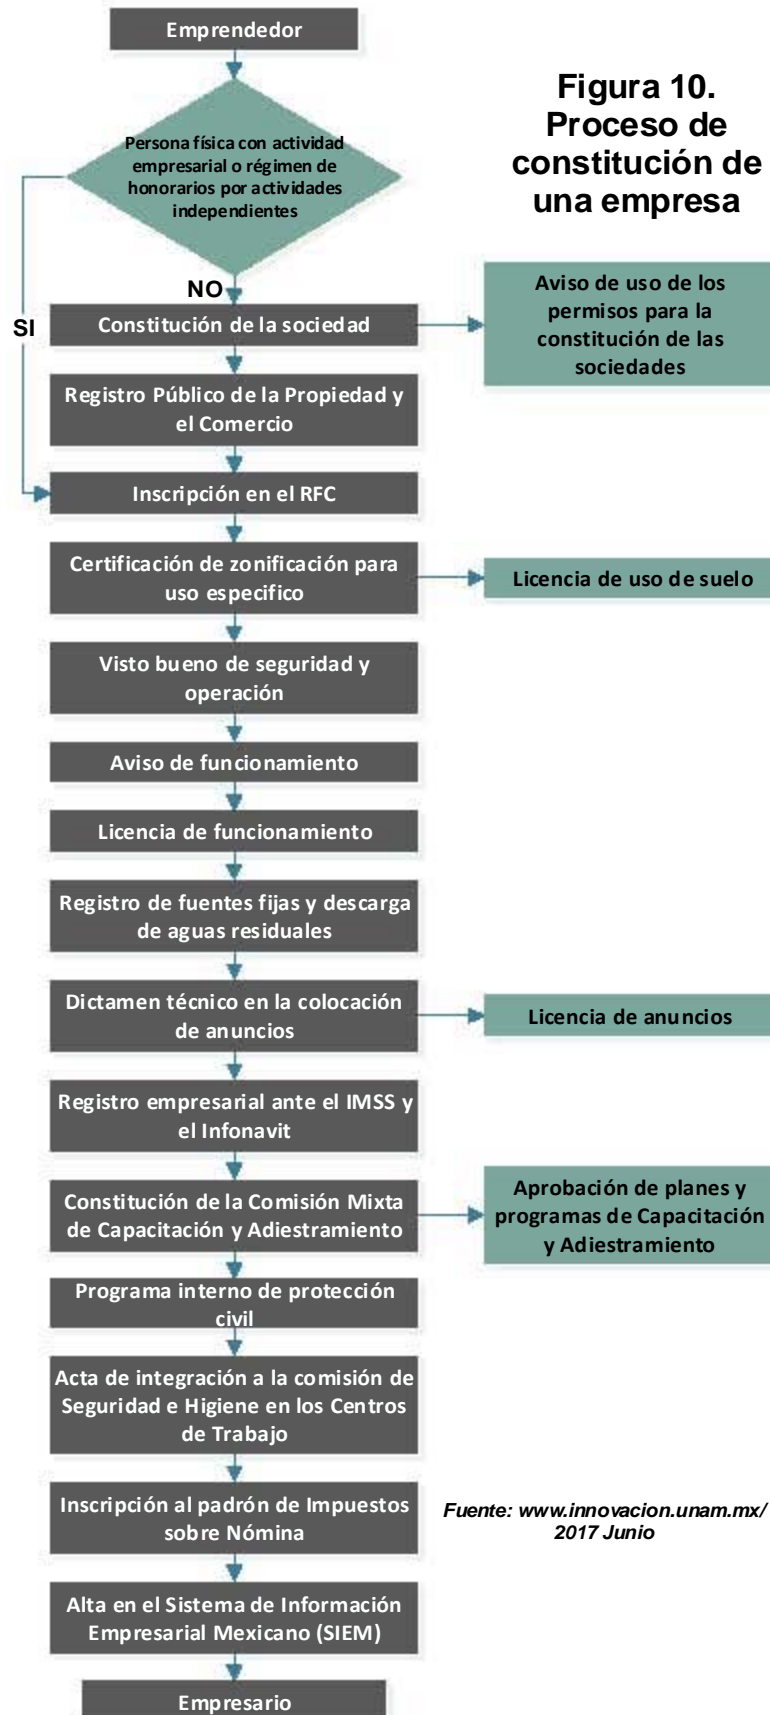 Emprendedor
Figura 10.
Proceso de
constitución de
una empresa
Persona física con actividad
empresarial o régimen de
honorarios por actividades
independientes
NO
SI
Constitución de la sociedad
Aviso de uso de los
permisos para la
constitución de las
sociedades
Registro Público de la Propiedad y
el Comercio
Inscripción en el RFC
Certificación de zonificación para
uso especifico
Licencia de uso de suelo
Visto bueno de seguridad y
operación
Aviso de funcionamiento
Licencia de funcionamiento
Registro de fuentes fijas y descarga
de aguas residuales
Dictamen técnico en la colocación
de anuncios
Licencia de anuncios
Registro empresarial ante el IMSS y
el Infonavit
Constitución de la Comisión Mixta
de Capacitación y Adiestramiento
Aprobación de planes y
programas de Capacitación
y Adiestramiento
Programa interno de protección
civil
Acta de integración a la comisión de
Seguridad e Higiene en los Centros
de Trabajo
Inscripción al padrón de Impuestos
sobre Nómina
Fuente: www.innovacion.unam.mx/
2017 Junio
Alta en el Sistema de Información
Empresarial Mexicano (SIEM)
Empresario